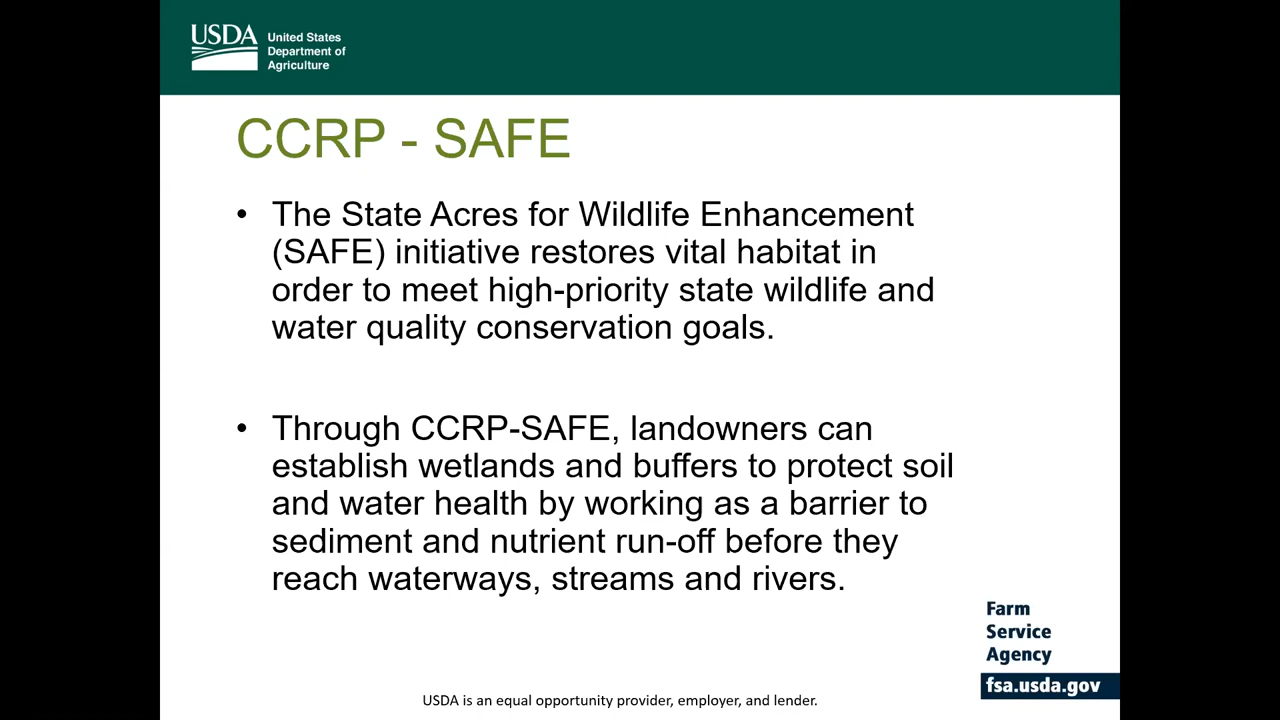 USDA
United States
Department of
Agriculture
CCRP - SAFE
• The State Acres for Wildlife Enhancement
(SAFE) initiative restores vital habitat in
order to meet high-priority state wildlife and
water quality conservation goals.
• Through CCRP-SAFE, landowners can
establish wetlands and buffers to protect soil
and water health by working as a barrier to
sediment and nutrient run-off before they
reach waterways, streams and rivers.
Farm
Service
Agency
fsa.usda.gov
USDA is an equal opportunity provider, employer, and lender.